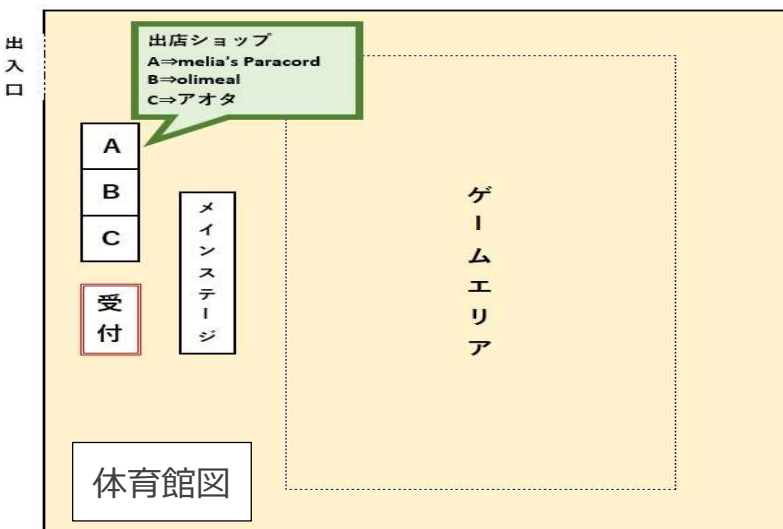 出入口
出店ショップ
A⇒melia's Paracord
B⇒olimeal
C⇒アオタ
A
B
C
受付
メインステージ
ゲームエリア
体育館図